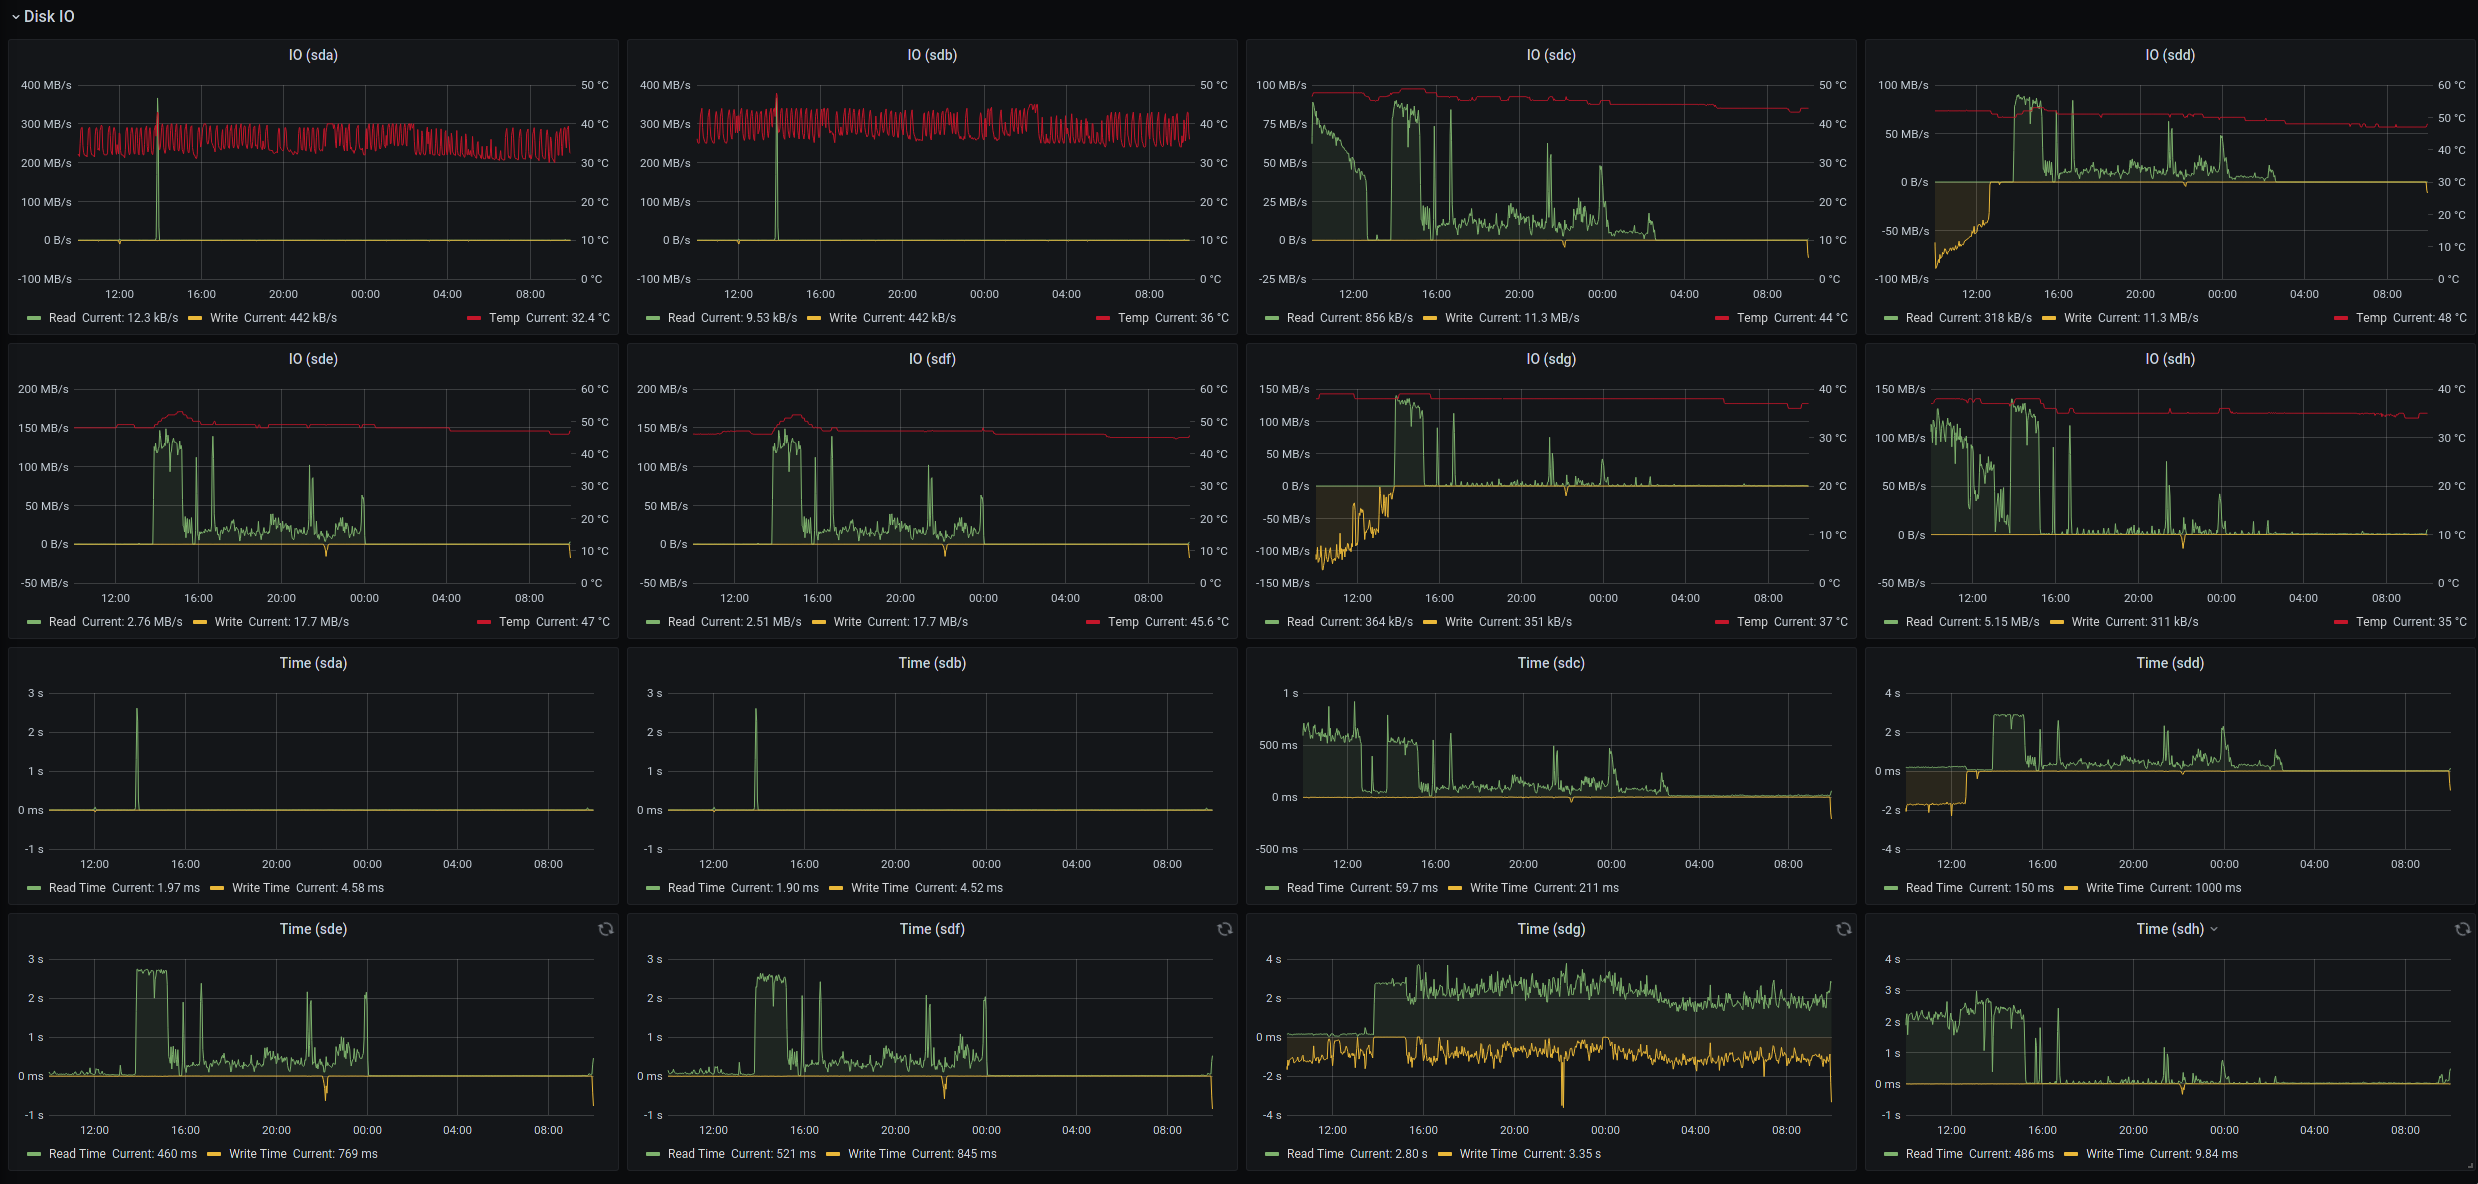 Disk IO
IO (sda)
400 MB/s
300 MB/s
200 MB/s
100 MB/s
0 B/s
-100 MB/s
50 °C
40 °C
30 °C
20 °C
10 °C
0 °C
12:00 16:00 20:00 00:00 04:00 08:00
Read Current: 12.3 kB/s Write Current: 442 kB/s Temp Current: 32.4 °C
IO (sdb)
400 MB/s
300 MB/s
200 MB/s
100 MB/s
0 B/s
-100 MB/s
50 °C
40 °C
30 °C
20 °C
10 °C
0 °C
12:00 16:00 20:00 00:00 04:00 08:00
Read Current: 9.53 kB/s Write Current: 442 kB/s Temp Current: 36 °C
IO (sdc)
100 MB/s
75 MB/s
50 MB/s
25 MB/s
0 B/s
-25 MB/s
50 °C
40 °C
30 °C
20 °C
10 °C
0 °C
12:00 16:00 20:00 00:00 04:00 08:00
Read Current: 856 kB/s Write Current: 11.3 MB/s Temp Current: 44 °C
IO (sdd)
100 MB/s
50 MB/s
0 B/s
-50 MB/s
-100 MB/s
60 °C
50 °C
40 °C
30 °C
20 °C
10 °C
0 °C
12:00 16:00 20:00 00:00 04:00 08:00
Read Current: 318 kB/s Write Current: 11.3 MB/s Temp Current: 48 °C
IO (sde)
200 MB/s
150 MB/s
100 MB/s
50 MB/s
0 B/s
-50 MB/s
60 °C
50 °C
40 °C
30 °C
20 °C
10 °C
0 °C
12:00 16:00 20:00 00:00 04:00 08:00
Read Current: 2.76 MB/s Write Current: 17.7 MB/s Temp Current: 47 °C
IO (sdf)
200 MB/s
150 MB/s
100 MB/s
50 MB/s
0 B/s
-50 MB/s
60 °C
50 °C
40 °C
30 °C
20 °C
10 °C
0 °C
12:00 16:00 20:00 00:00 04:00 08:00
Read Current: 2.51 MB/s Write Current: 17.7 MB/s Temp Current: 45.6 °C
IO (sdg)
150 MB/s
100 MB/s
50 MB/s
0 B/s
-50 MB/s
-100 MB/s
-150 MB/s
40 °C
30 °C
20 °C
10 °C
0 °C
12:00 16:00 20:00 00:00 04:00 08:00
Read Current: 364 kB/s Write Current: 351 kB/s Temp Current: 37 °C
IO (sdh)
150 MB/s
100 MB/s
50 MB/s
0 B/s
-50 MB/s
40 °C
30 °C
20 °C
10 °C
0 °C
12:00 16:00 20:00 00:00 04:00 08:00
Read Current: 5.15 MB/s Write Current: 311 kB/s Temp Current: 35 °C
Time (sda)
3 s
2 s
1 s
0 ms
-1 s
12:00 16:00 20:00 00:00 04:00 08:00
Read Time Current: 1.97 ms Write Time Current: 4.58 ms
Time (sdb)
3 s
2 s
1 s
0 ms
-1 s
12:00 16:00 20:00 00:00 04:00 08:00
Read Time Current: 1.90 ms Write Time Current: 4.52 ms
Time (sdc)
1 s
500 ms
0 ms
-500 ms
12:00 16:00 20:00 00:00 04:00 08:00
Read Time Current: 59.7 ms Write Time Current: 211 ms
Time (sdd)
4 s
2 s
0 ms
-2 s
-4 s
12:00 16:00 20:00 00:00 04:00 08:00
Read Time Current: 150 ms Write Time Current: 1000 ms
Time (sde)
3 s
2 s
1 s
0 ms
-1 s
12:00 16:00 20:00 00:00 04:00 08:00
Read Time Current: 460 ms Write Time Current: 769 ms
Time (sdf)
3 s
2 s
1 s
0 ms
-1 s
12:00 16:00 20:00 00:00 04:00 08:00
Read Time Current: 521 ms Write Time Current: 845 ms
Time (sdg)
4 s
2 s
0 ms
-2 s
-4 s
12:00 16:00 20:00 00:00 04:00 08:00
Read Time Current: 2.80 s Write Time Current: 3.35 s
Time (sdh)
4 s
3 s
2 s
1 s
0 ms
-1 s
12:00 16:00 20:00 00:00 04:00 08:00
Read Time Current: 486 ms Write Time Current: 9.84 ms